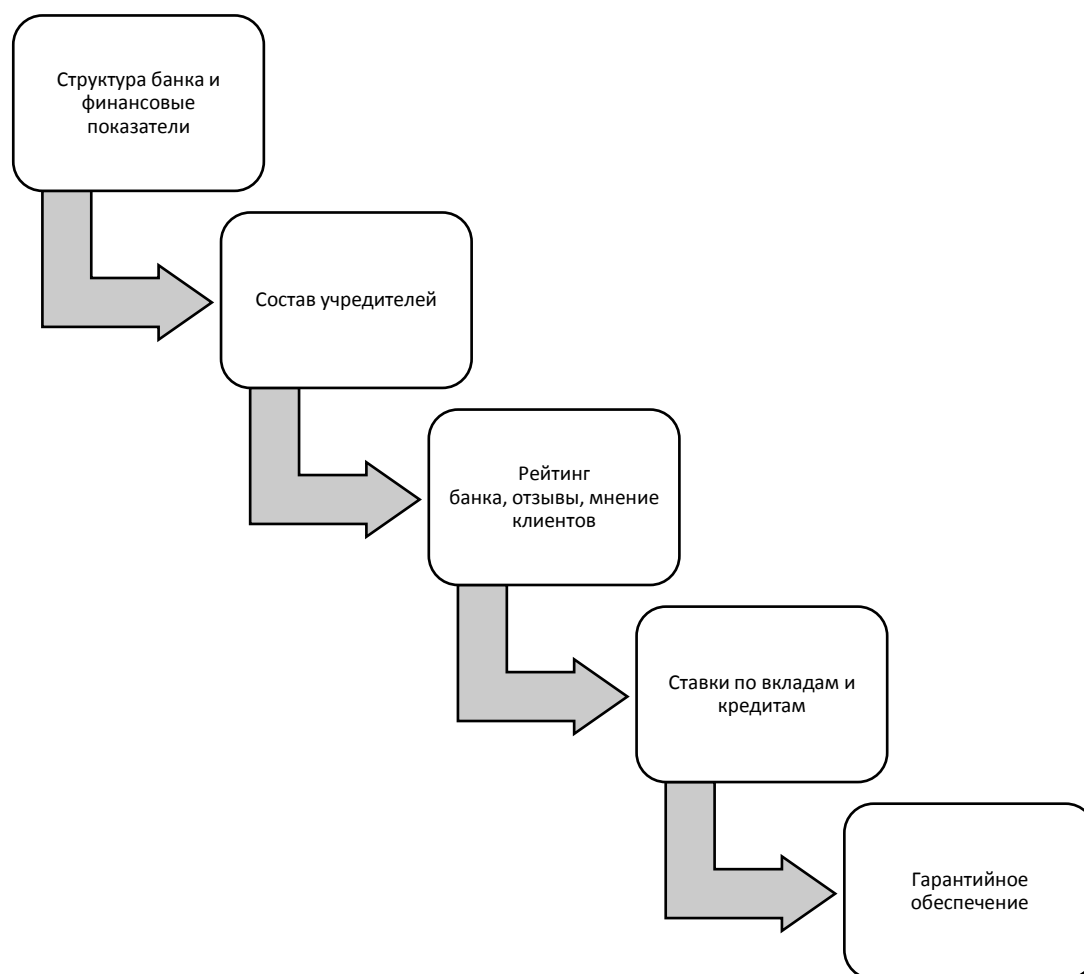 Структура банка и
финансовые
показатели
Состав учредителей
Рейтинг
банка, отзывы, мнение
клиентов
Ставки по вкладам и
кредитам
Гарантийное
обеспечение